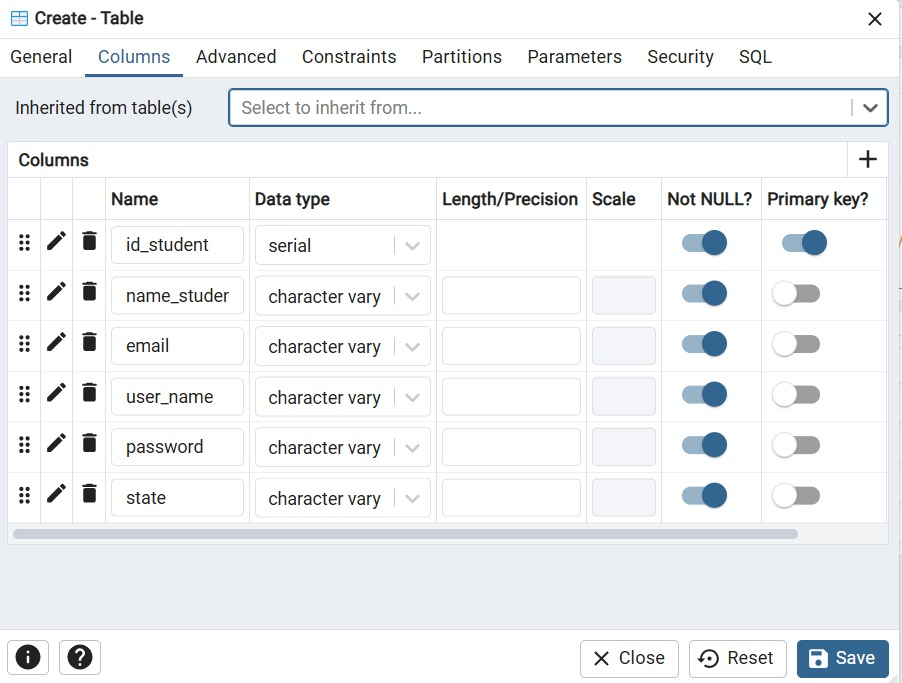 Create - Table
General Columns Advanced Constraints Partitions Parameters Security SQL
Inherited from table(s) Select to inherit from...
Columns
Name Data type Length/Precision Scale Not NULL? Primary key?
id_student serial
name_studer character vary
email character vary
user_name character vary
password character vary
state character vary
Close Reset Save